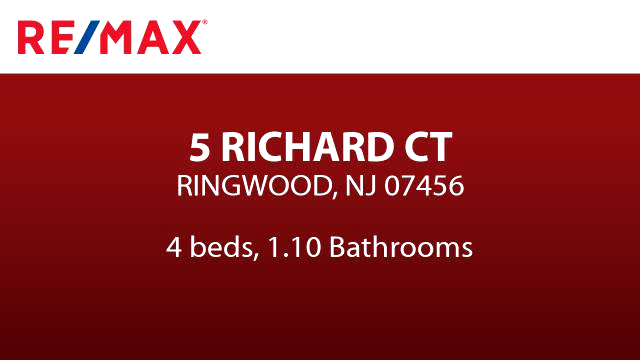 RE/MAX®
5 RICHARD CT
RINGWOOD, NJ 07456
4 beds, 1.10 Bathrooms